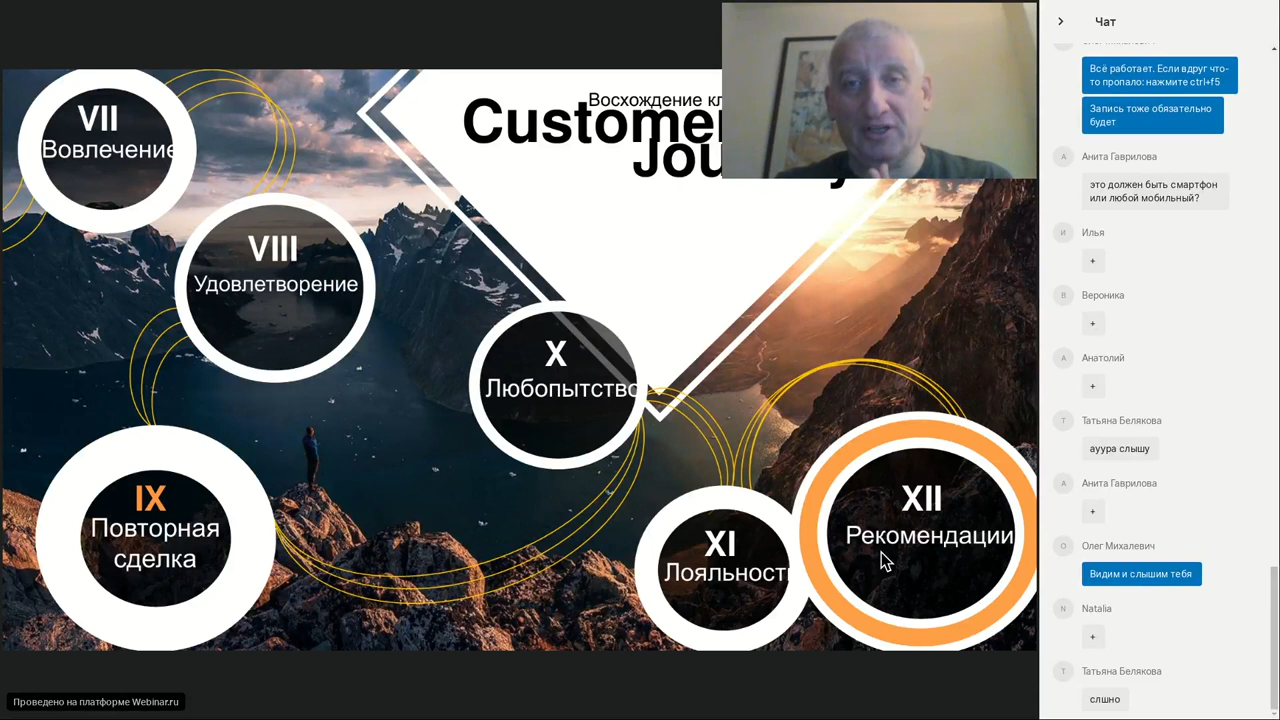 VII
Вовлечение
VIII
Удовлетворение
Восхождение кл
Customer
Jou
X
Любопытство
IX
Повторная
сделка
XI
Лояльност
XII
Рекомендации
Проведено на платформе Webinar.ru
Чат
Всё работает. Если вдруг что-
то пропало: нажмите ctrl+f5
Запись тоже обязательно
будет
А
Анита Гаврилова
это должен быть смартфон
или любой мобильный?
И
Илья
+
В
Вероника
+
А
Анатолий
+
Т
Татьяна Белякова
ауура слышу
А
Анита Гаврилова
+
О
Олег Михалевич
Видим и слышим тебя
N
Natalia
+
Т
Татьяна Белякова
слшно